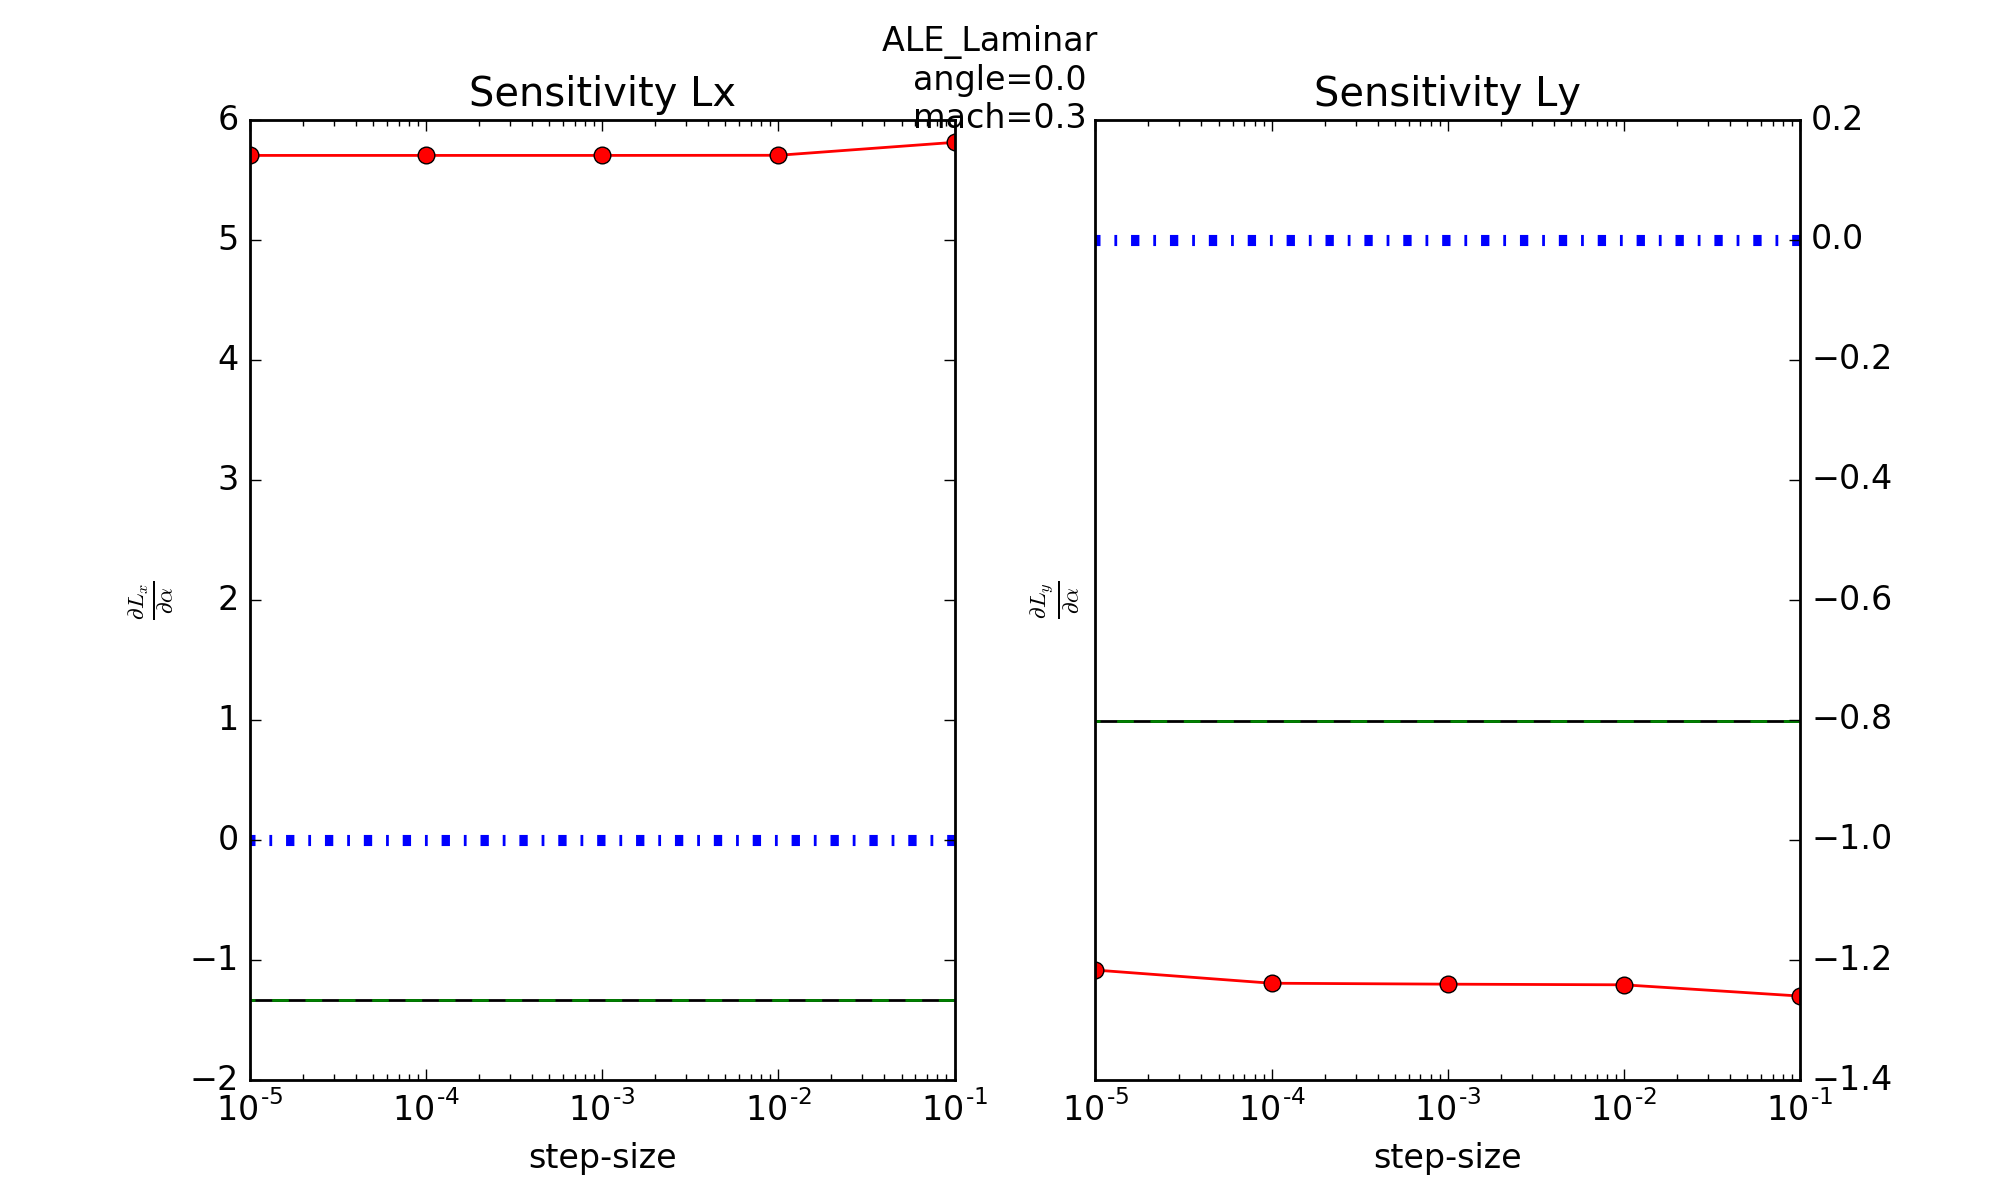 ALE_Laminar
angle=0.0
mach=0.3
Sensitivity Lx
6
5
4
3
2
1
0
−1
−2
∂Lx
∂α
10^-5 10^-4 10^-3 10^-2 10^-1
step-size
Sensitivity Ly
0.2
0.0
−0.2
−0.4
−0.6
−0.8
−1.0
−1.2
−1.4
∂Ly
∂α
10^-5 10^-4 10^-3 10^-2 10^-1
step-size